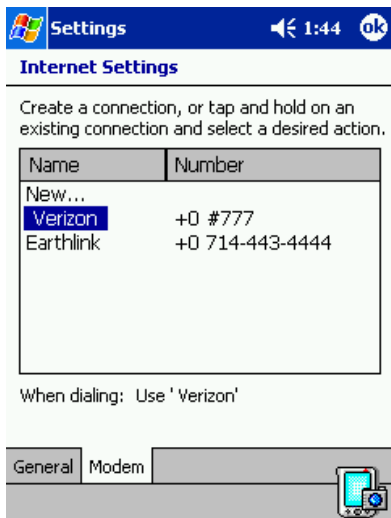 Settings 1:44 ok
Internet Settings
Create a connection, or tap and hold on an
existing connection and select a desired action.
Name Number
New...
Verizon +0 #777
Earthlink +0 714-443-4444
When dialing: Use 'Verizon'
General Modem